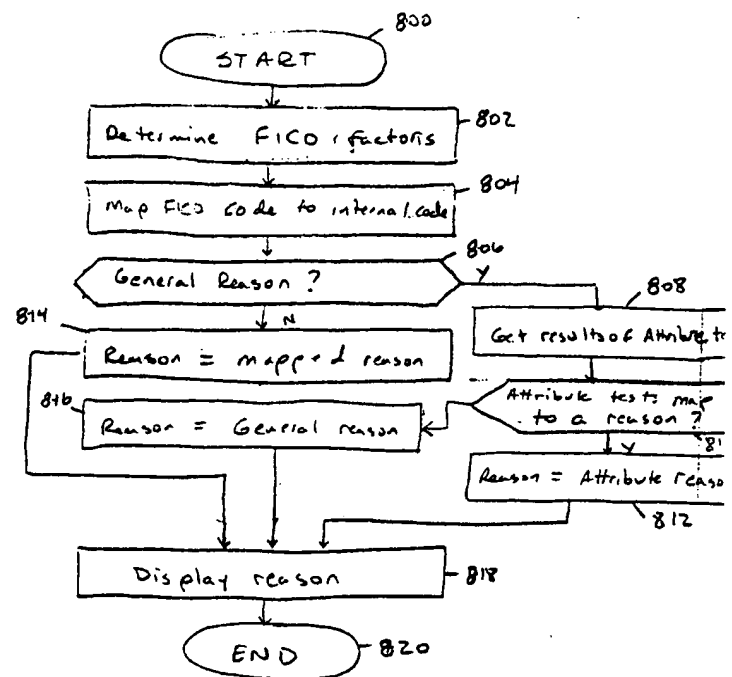 800
START
802
Determine FICO factors
804
Map FICO code to internal code
806
General Reason ?
Y
808
814
N
Get results of Attribute te
Reason = mapped reason
Attribute tests map
to a reason ?
816
81
Reason = General reason
Y
Reason = Attribute reaso
812
Display reason
818
END
820